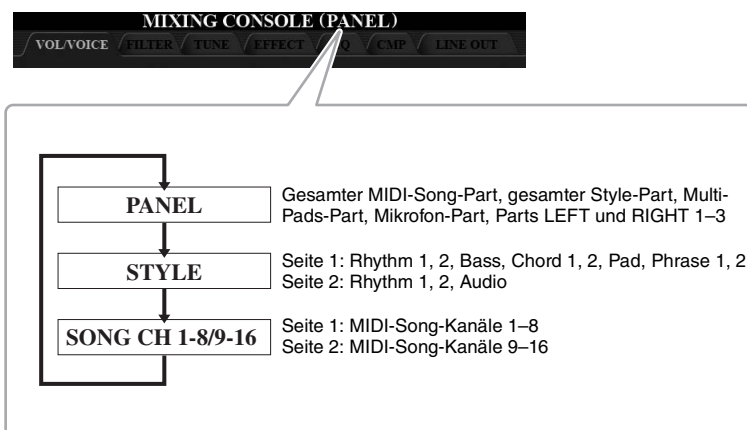 MIXING CONSOLE (PANEL)
VOL/VOICE FILTER TUNE EFFECT EQ CMP LINE OUT
PANEL
Gesamter MIDI-Song-Part, gesamter Style-Part, Multi-
Pads-Part, Mikrofon-Part, Parts LEFT und RIGHT 1–3
STYLE
Seite 1: Rhythm 1, 2, Bass, Chord 1, 2, Pad, Phrase 1, 2
Seite 2: Rhythm 1, 2, Audio
SONG CH 1-8/9-16
Seite 1: MIDI-Song-Kanäle 1–8
Seite 2: MIDI-Song-Kanäle 9–16